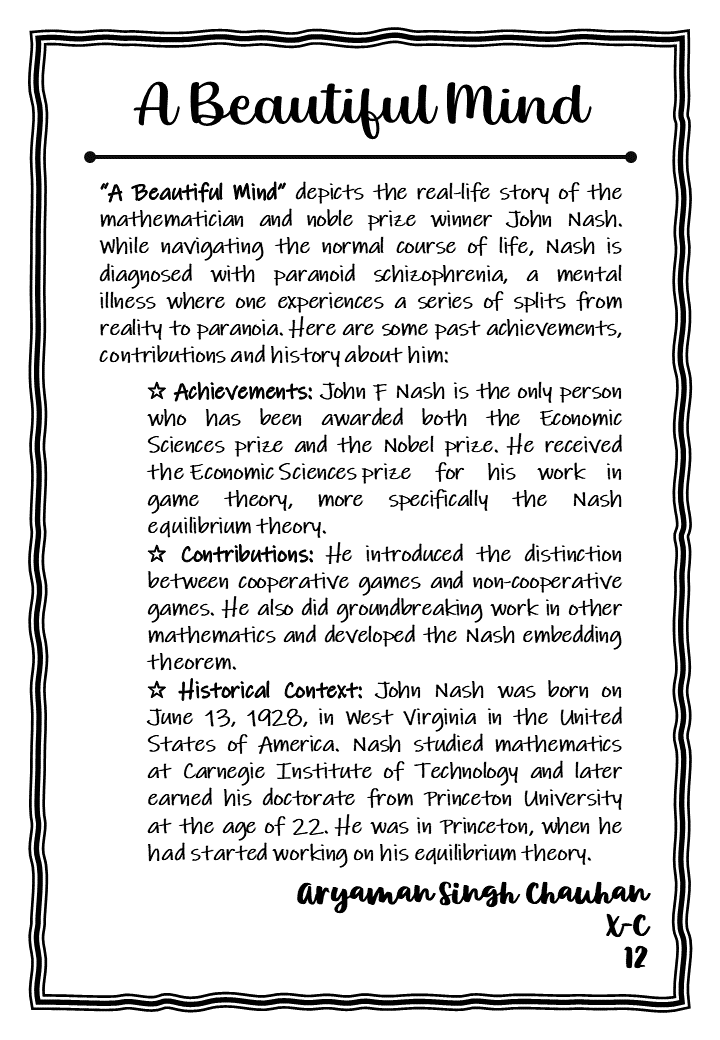 A Beautiful Mind
"A Beautiful Mind" depicts the real-life story of the
mathematician and noble prize winner John Nash.
While navigating the normal course of life, Nash is
diagnosed with paranoid schizophrenia, a mental
illness where one experiences a series of splits from
reality to paranoia. Here are some past achievements,
contributions and history about him:
☆ Achievements: John F Nash is the only person
who has been awarded both the Economic
Sciences prize and the Nobel prize. He received
the Economic Sciences prize for his work in
game theory, more specifically the Nash
equilibrium theory.
☆ Contributions: He introduced the distinction
between cooperative games and non-cooperative
games. He also did groundbreaking work in other
mathematics and developed the Nash embedding
theorem.
☆ Historical Context: John Nash was born on
June 13, 1928, in West Virginia in the United
States of America. Nash studied mathematics
at Carnegie Institute of Technology and later
earned his doctorate from Princeton University
at the age of 22. He was in Princeton, when he
had started working on his equilibrium theory.
Aryaman Singh Chauhan
X-C
12